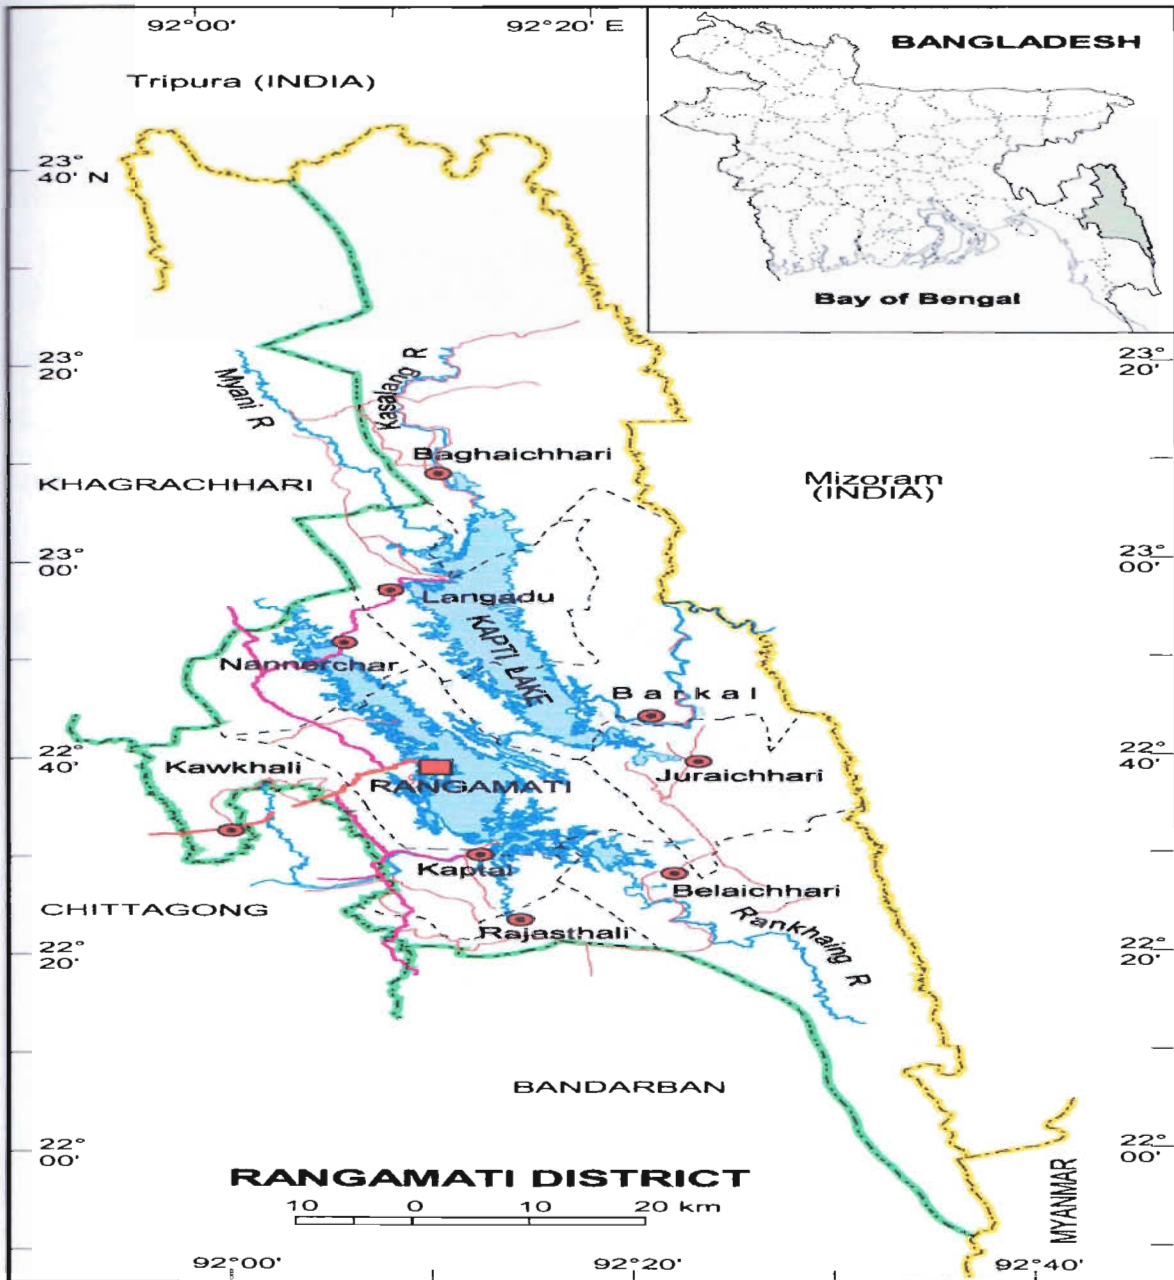 92°00'
92°20' E
BANGLADESH
Tripura (INDIA)
23°
40' N
Bay of Bengal
23°
20'
23°
20'
Myani R
Kasalang R
Baghaichhari
KHAGRACHHARI
Mizoram
(INDIA)
23°
00'
23°
00'
Langadu
KAPTI LAKE
Nannerchar
Barkal
22°
40'
22°
40'
Kawkhali
Juraichhari
RANGAMATI
Kaptai
Belaichhari
CHITTAGONG
Rankhaing R
Rajasthali
22°
20'
22°
20'
BANDARBAN
22°
00'
22°
00'
RANGAMATI DISTRICT
MYANMAR
10 0 10 20 km
92°00'
92°20'
92°40'